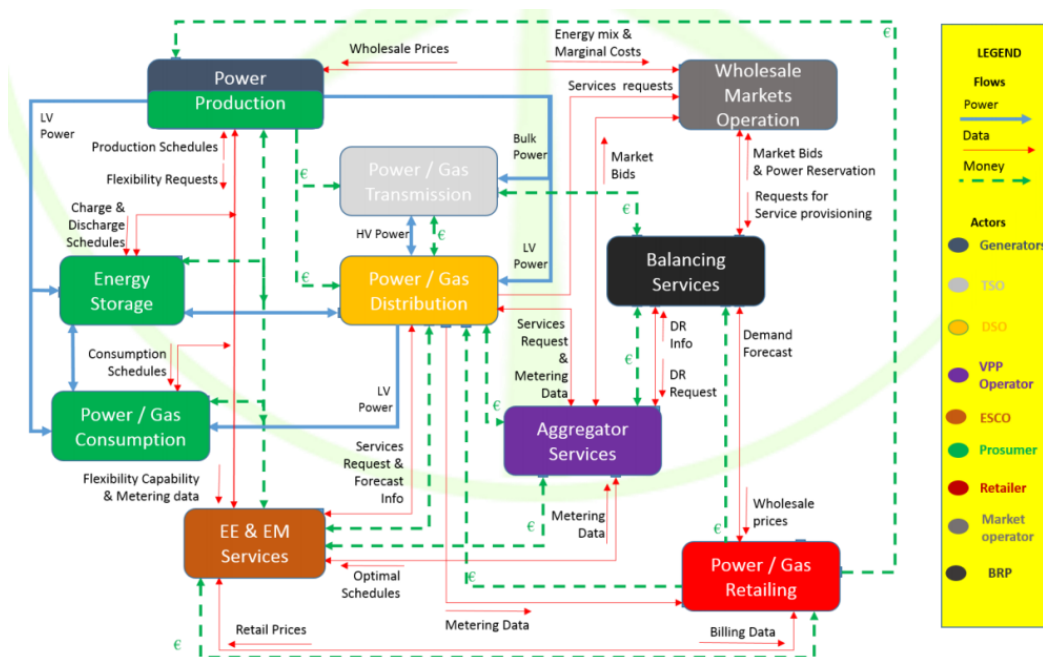 Wholesale Prices
Energy mix &
Marginal Costs
Power
Production
Wholesale
Markets
Operation
Services requests
LV
Power
Production Schedules
Flexibility Requests
Bulk
Power
€
Power / Gas
Transmission
Market
Bids
Market Bids
& Power Reservation
Requests for
Service provisioning
Charge &
Discharge
Schedules
HV Power
€
€
LV
Power
Energy
Storage
€
Power / Gas
Distribution
Balancing
Services
Consumption
Schedules
Services
Request
&
Metering
Data
€
DR
Info
DR
Request
Demand
Forecast
Power / Gas
Consumption
LV
Power
€
Aggregator
Services
Flexibility Capability
& Metering data
Services
Request &
Forecast
Info
EE & EM
Services
€
€
Metering
Data
Wholesale
prices
€
Optimal
Schedules
€
Power / Gas
Retailing
€
Metering Data
€
Retail Prices
Billing Data
€
LEGEND
Flows
Power
Data
Money
Actors
Generators
TSO
DSO
VPP
Operator
ESCO
Prosumer
Retailer
Market
operator
BRP